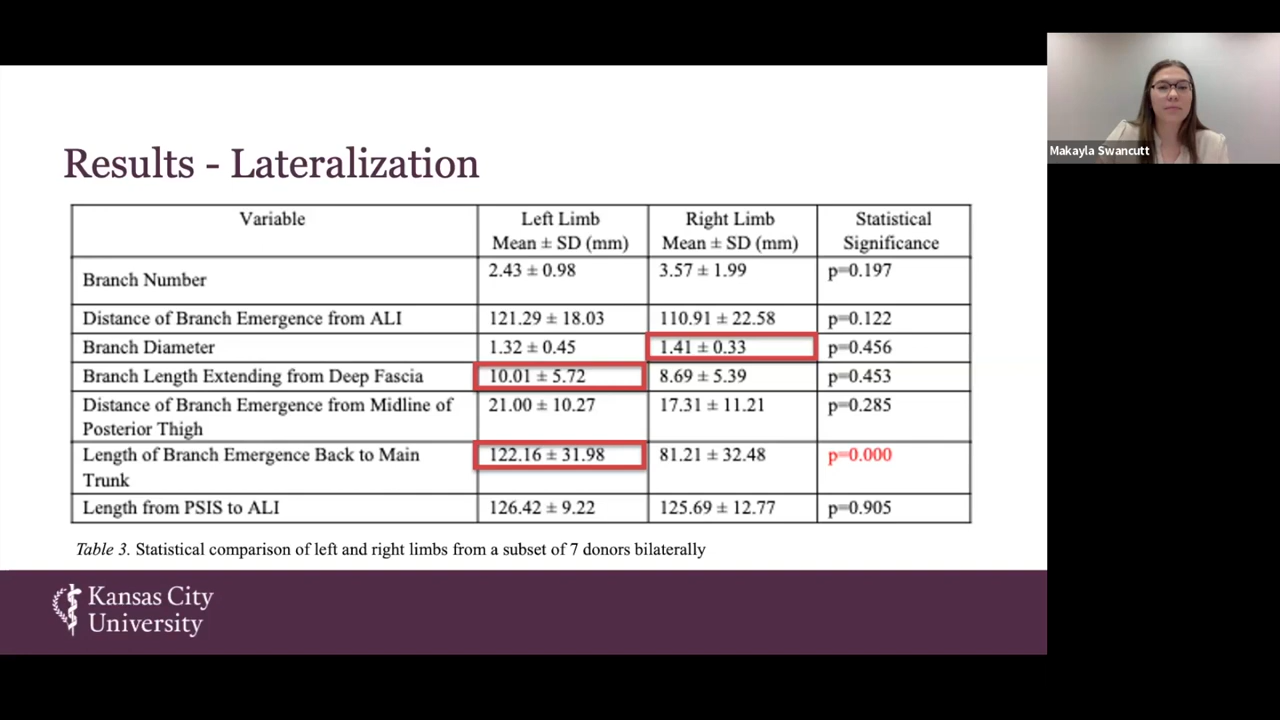 Makayla Swancutt
Results - Lateralization
Variable
Left Limb
Mean ± SD (mm)
Right Limb
Mean ± SD (mm)
Statistical
Significance
Branch Number
2.43 ± 0.98
3.57 ± 1.99
p=0.197
Distance of Branch Emergence from ALI
121.29 ± 18.03
110.91 ± 22.58
p=0.122
Branch Diameter
1.32 ± 0.45
1.41 ± 0.33
p=0.456
Branch Length Extending from Deep Fascia
10.01 ± 5.72
8.69 ± 5.39
p=0.453
Distance of Branch Emergence from Midline of
Posterior Thigh
21.00 ± 10.27
17.31 ± 11.21
p=0.285
Length of Branch Emergence Back to Main
Trunk
122.16 ± 31.98
81.21 ± 32.48
p=0.000
Length from PSIS to ALI
126.42 ± 9.22
125.69 ± 12.77
p=0.905
Table 3. Statistical comparison of left and right limbs from a subset of 7 donors bilaterally
Kansas City
University